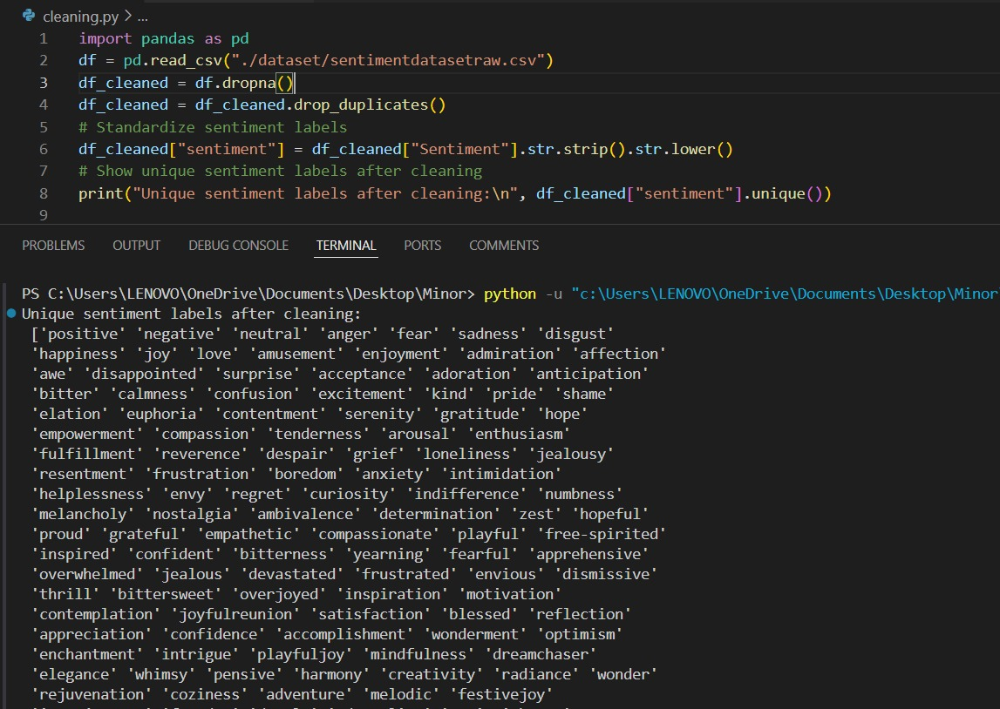 cleaning.py > ...
1 import pandas as pd
2 df = pd.read_csv("./dataset/sentimentdatasetraw.csv")
3 df_cleaned = df.dropna()
4 df_cleaned = df_cleaned.drop_duplicates()
5 # Standardize sentiment labels
6 df_cleaned["sentiment"] = df_cleaned["Sentiment"].str.strip().str.lower()
7 # Show unique sentiment labels after cleaning
8 print("Unique sentiment labels after cleaning:\n", df_cleaned["sentiment"].unique())
9
PROBLEMS OUTPUT DEBUG CONSOLE TERMINAL PORTS COMMENTS
PS C:\Users\LENOVO\OneDrive\Documents\Desktop\Minor> python -u "c:\Users\LENOVO\OneDrive\Documents\Desktop\Minor
Unique sentiment labels after cleaning:
['positive' 'negative' 'neutral' 'anger' 'fear' 'sadness' 'disgust'
'happiness' 'joy' 'love' 'amusement' 'enjoyment' 'admiration' 'affection'
'awe' 'disappointed' 'surprise' 'acceptance' 'adoration' 'anticipation'
'bitter' 'calmness' 'confusion' 'excitement' 'kind' 'pride' 'shame'
'elation' 'euphoria' 'contentment' 'serenity' 'gratitude' 'hope'
'empowerment' 'compassion' 'tenderness' 'arousal' 'enthusiasm'
'fulfillment' 'reverence' 'despair' 'grief' 'loneliness' 'jealousy'
'resentment' 'frustration' 'boredom' 'anxiety' 'intimidation'
'helplessness' 'envy' 'regret' 'curiosity' 'indifference' 'numbness'
'melancholy' 'nostalgia' 'ambivalence' 'determination' 'zest' 'hopeful'
'proud' 'grateful' 'empathetic' 'compassionate' 'playful' 'free-spirited'
'inspired' 'confident' 'bitterness' 'yearning' 'fearful' 'apprehensive'
'overwhelmed' 'jealous' 'devastated' 'frustrated' 'envious' 'dismissive'
'thrill' 'bittersweet' 'overjoyed' 'inspiration' 'motivation'
'contemplation' 'joyfulreunion' 'satisfaction' 'blessed' 'reflection'
'appreciation' 'confidence' 'accomplishment' 'wonderment' 'optimism'
'enchantment' 'intrigue' 'playfuljoy' 'mindfulness' 'dreamchaser'
'elegance' 'whimsy' 'pensive' 'harmony' 'creativity' 'radiance' 'wonder'
'rejuvenation' 'coziness' 'adventure' 'melodic' 'festivejoy'